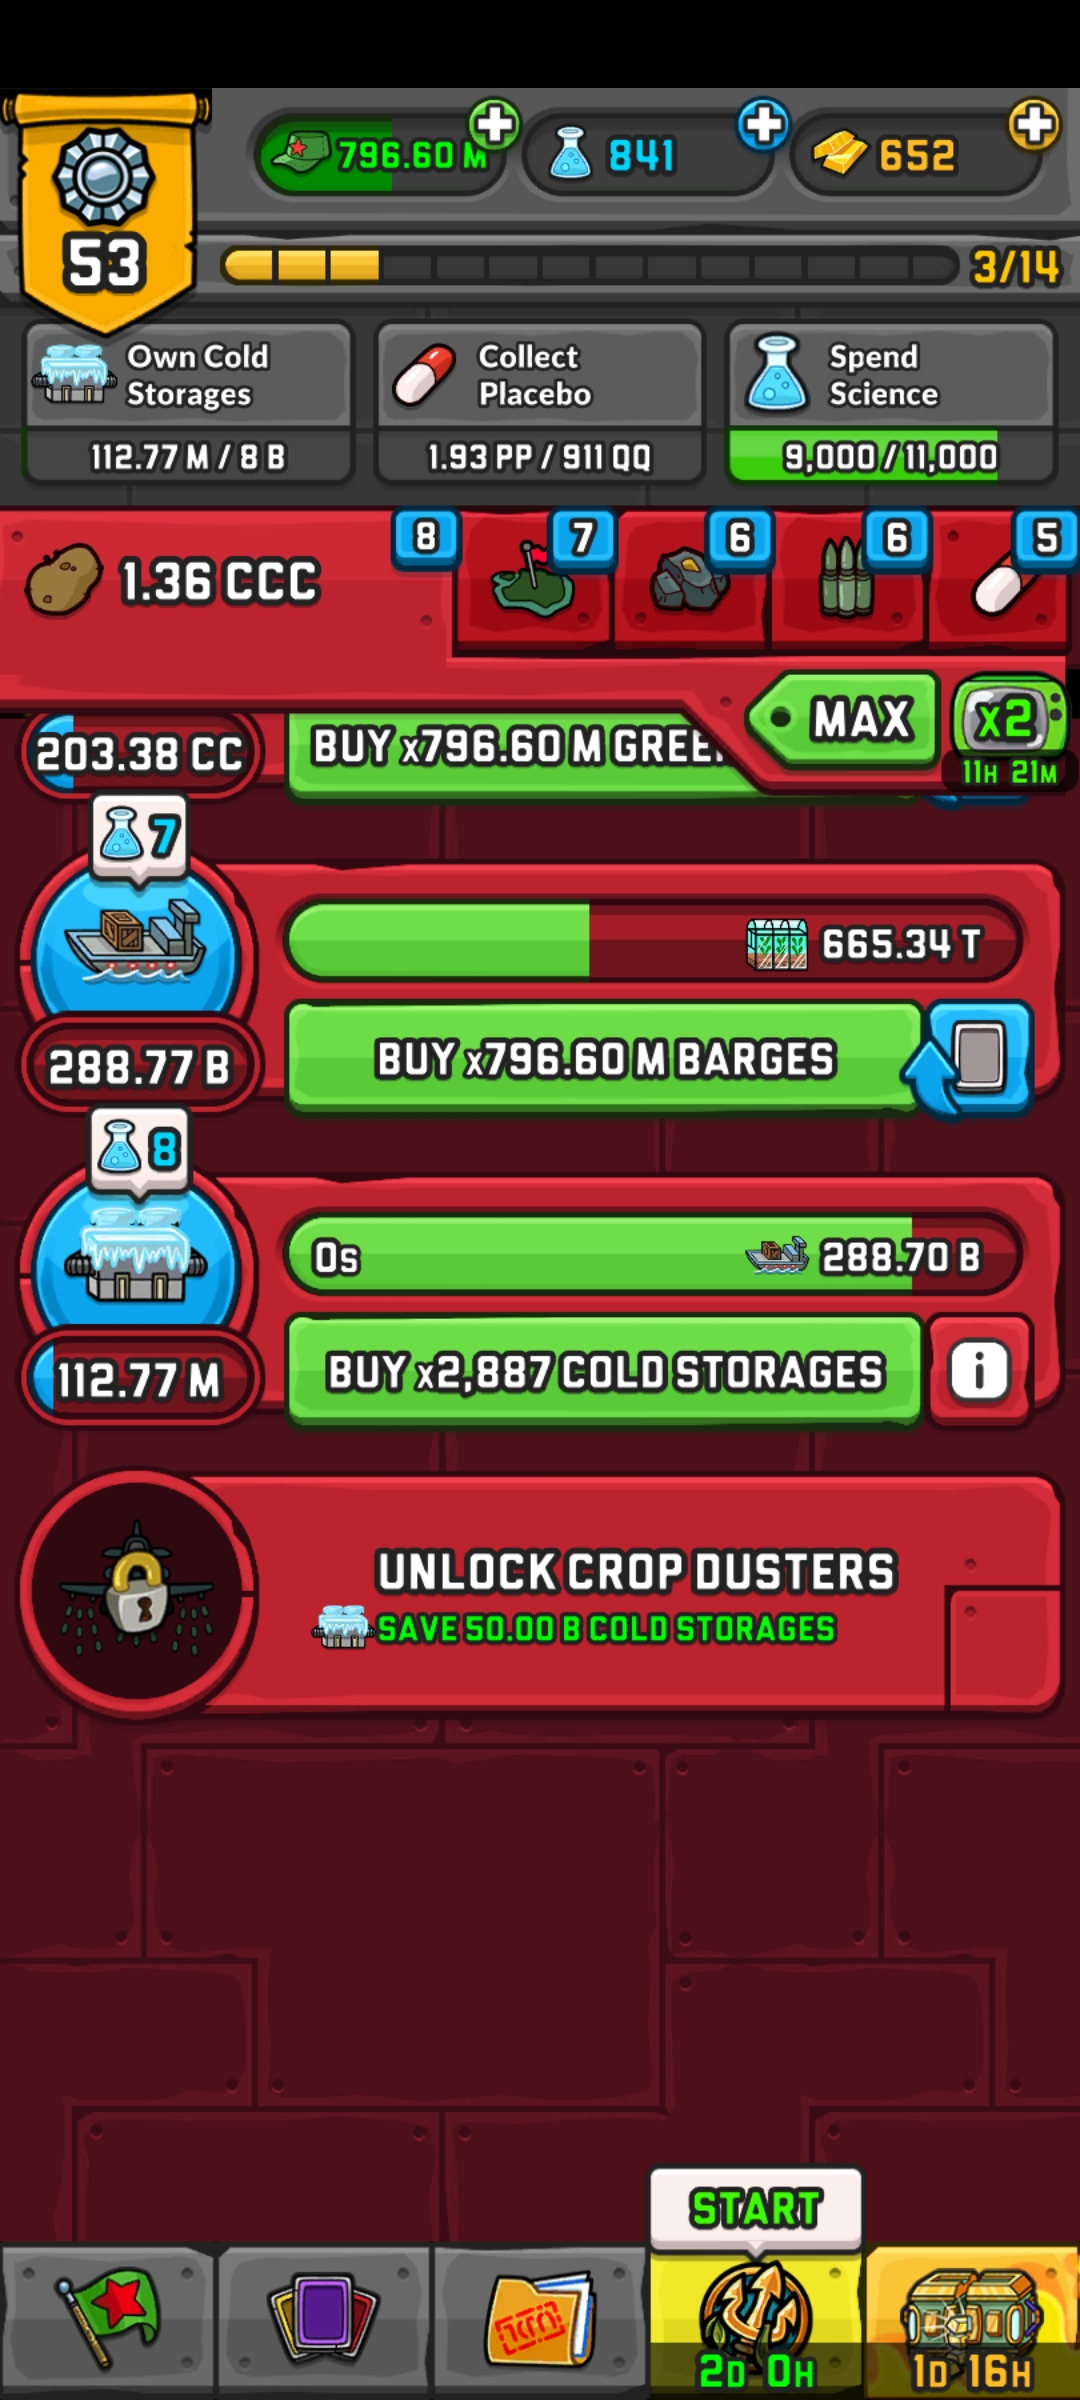 796.60 M
841
652
53
3/14
Own Cold
Storages
112.77 M / 8 B
Collect
Placebo
1.93 PP / 911 QQ
Spend
Science
9,000 / 11,000
1.36 CCC
8
7
6
6
5
MAX
x2
11H 21M
203.38 CC
BUY x796.60 M GREE
7
665.34 T
288.77 B
BUY x796.60 M BARGES
8
0s
288.70 B
112.77 M
BUY x2,887 COLD STORAGES
i
UNLOCK CROP DUSTERS
SAVE 50.00 B COLD STORAGES
START
2D 0H
1D 16H